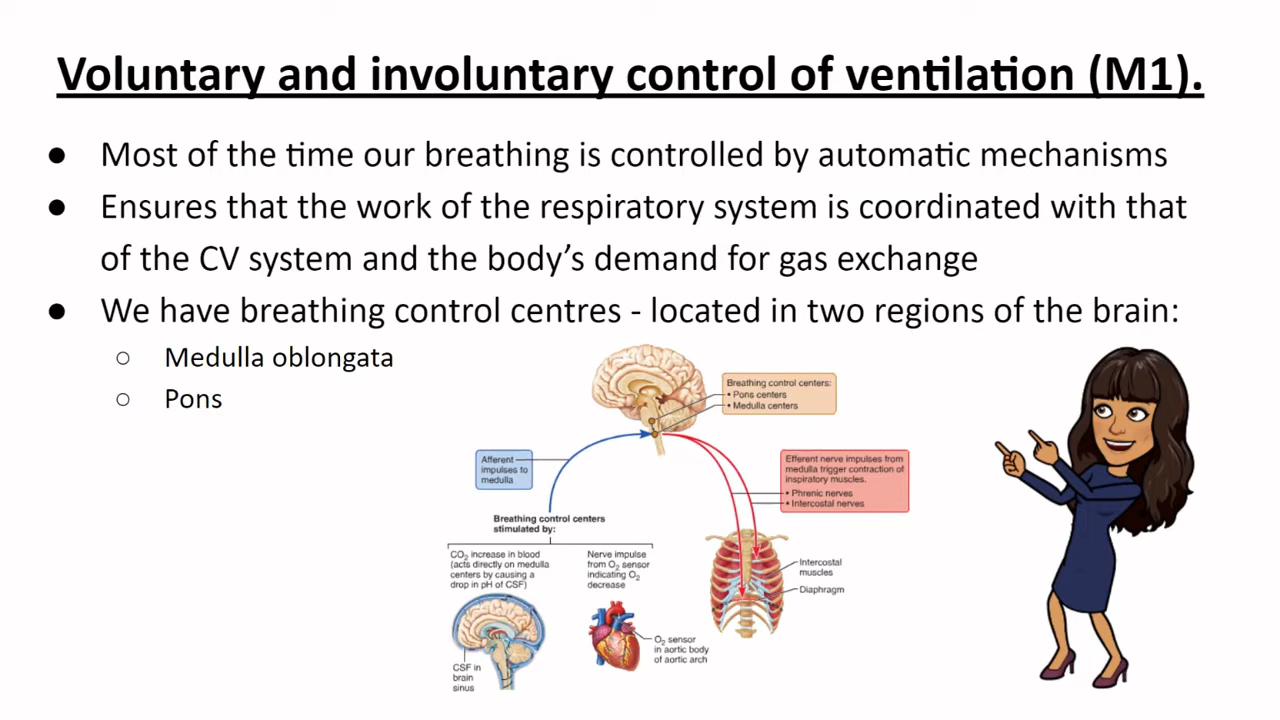 Voluntary and involuntary control of ventilation (M1).
● Most of the time our breathing is controlled by automatic mechanisms
● Ensures that the work of the respiratory system is coordinated with that
of the CV system and the body's demand for gas exchange
● We have breathing control centres - located in two regions of the brain:
○ Medulla oblongata
○ Pons
Breathing control centers:
• Pons centers
• Medulla centers
Afferent
impulses to
medulla
Efferent nerve impulses from
medulla trigger contraction of
inspiratory muscles.
• Phrenic nerves
• Intercostal nerves
Breathing control centers
stimulated by:
CO2 increase in blood
(acts directly on medulla
centers by causing a
drop in pH of CSF)
Nerve impulse
from O2 sensor
indicating O2
decrease
Intercostal
muscles
Diaphragm
CSF in
brain
sinus
O2 sensor
in aortic body
of aortic arch